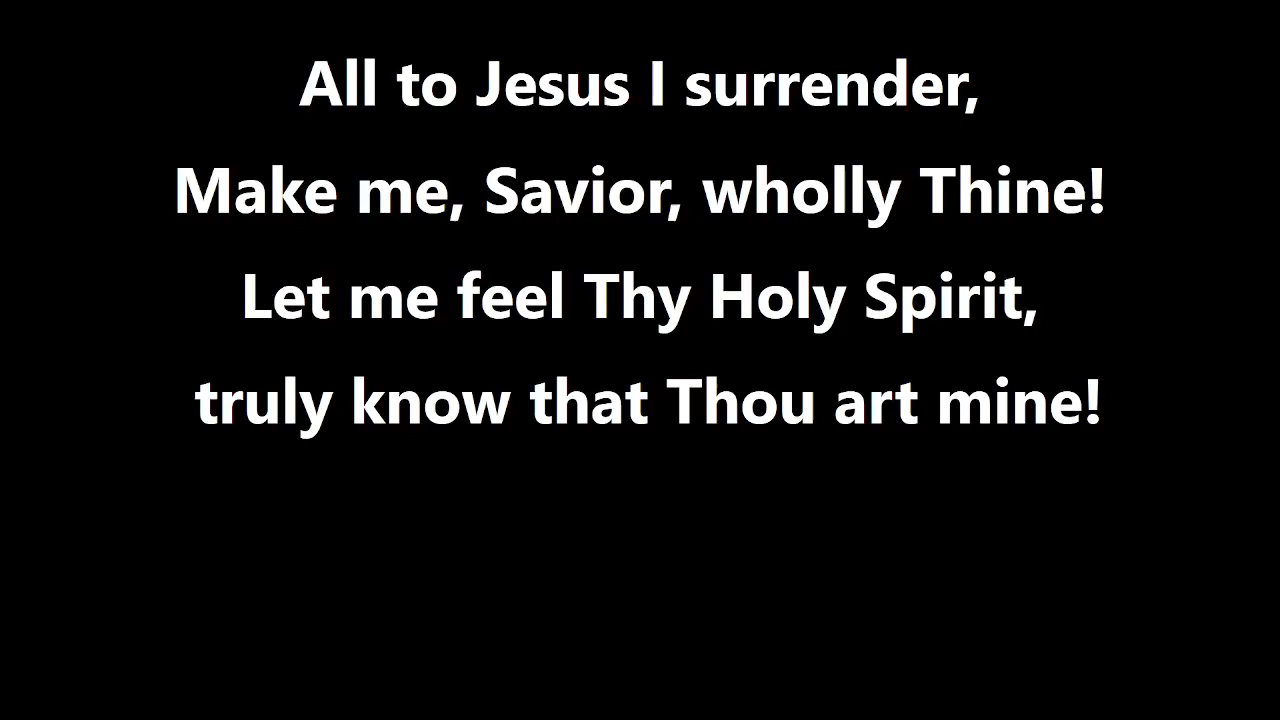 All to Jesus I surrender,
Make me, Savior, wholly Thine!
Let me feel Thy Holy Spirit,
truly know that Thou art mine!